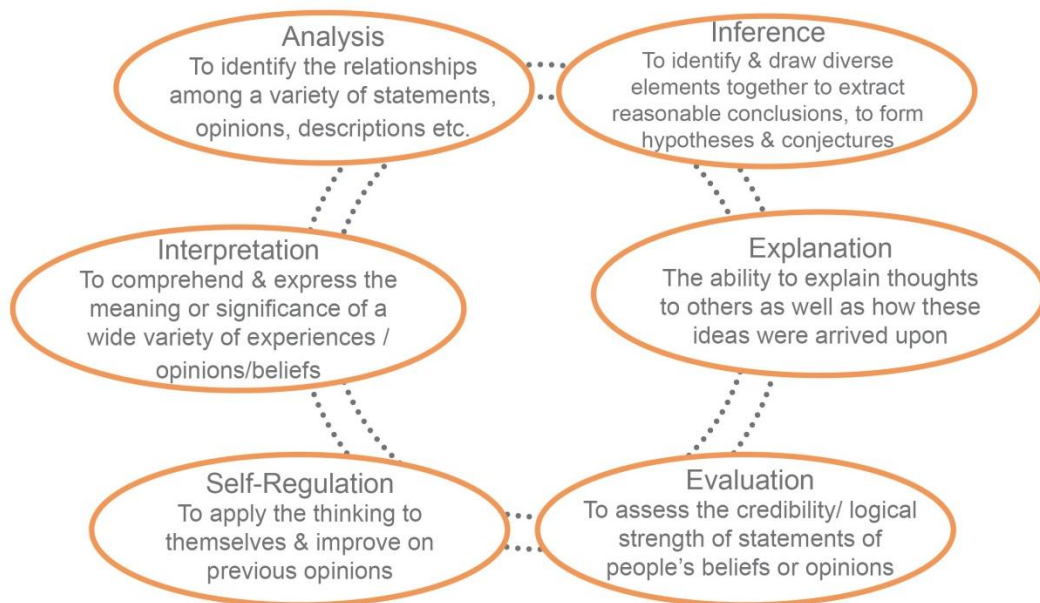 Analysis
To identify the relationships
among a variety of statements,
opinions, descriptions etc.
Inference
To identify & draw diverse
elements together to extract
reasonable conclusions, to form
hypotheses & conjectures
Interpretation
To comprehend & express the
meaning or significance of a
wide variety of experiences /
opinions/beliefs
Explanation
The ability to explain thoughts
to others as well as how these
ideas were arrived upon
Self-Regulation
To apply the thinking to
themselves & improve on
previous opinions
Evaluation
To assess the credibility/ logical
strength of statements of
people's beliefs or opinions